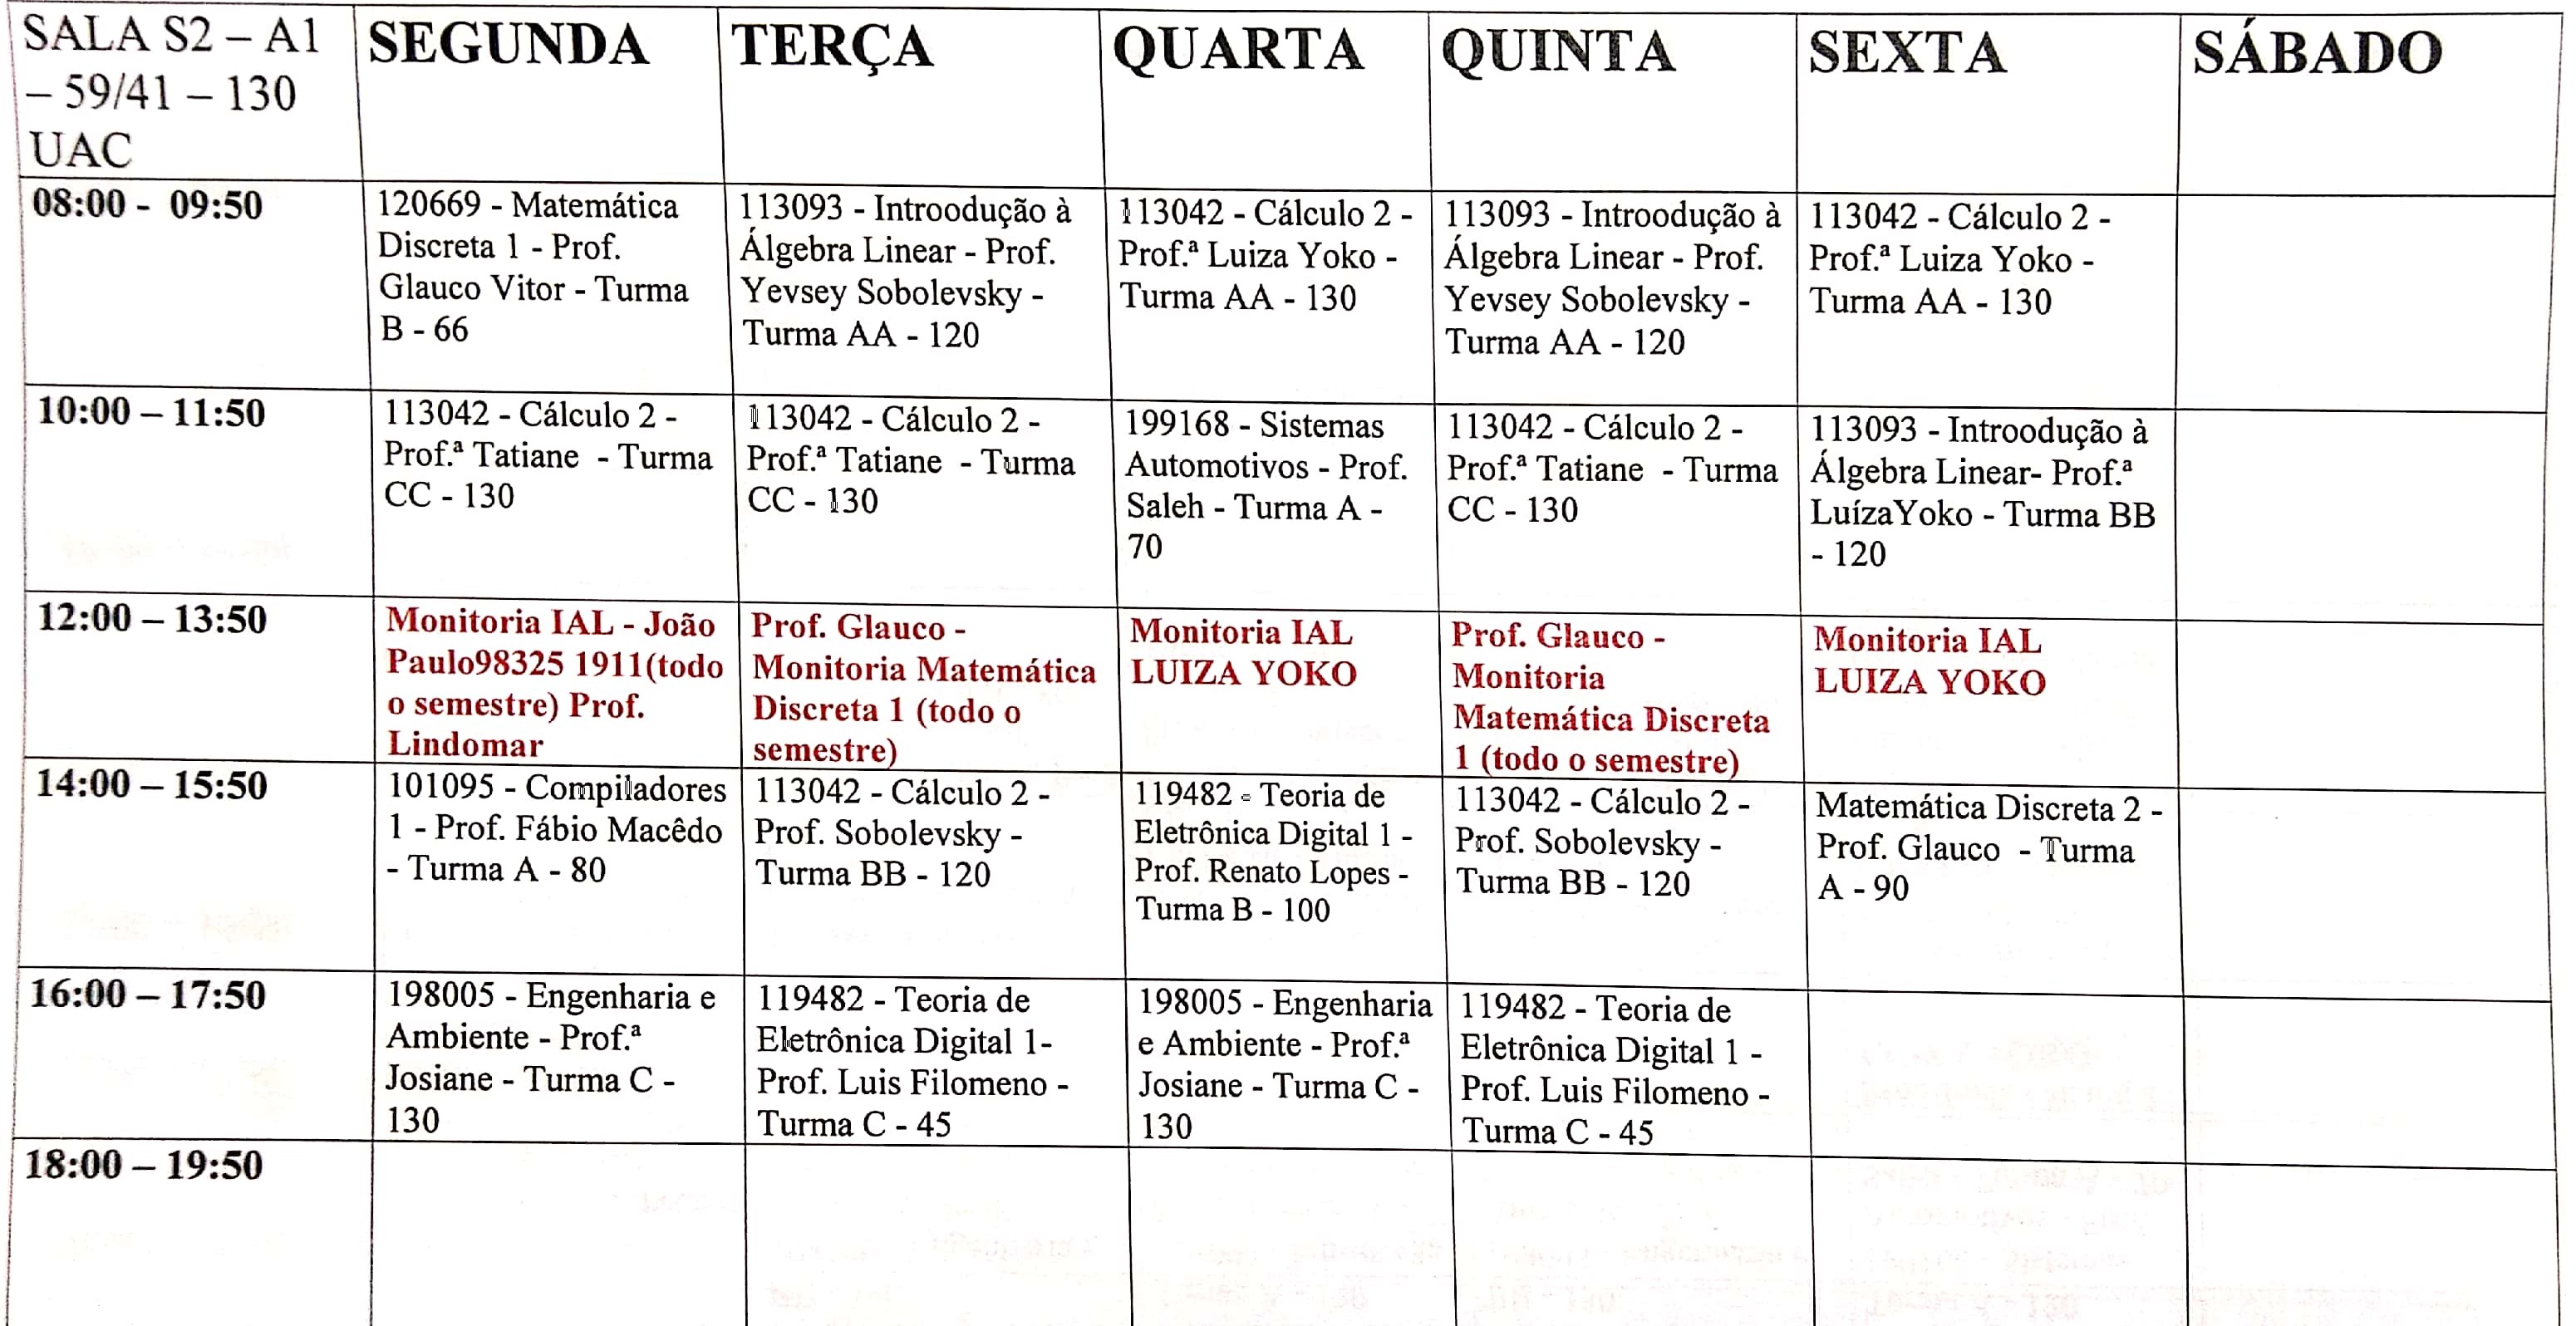 SALA S2 – A1
– 59/41 – 130
UAC
SEGUNDA
TERÇA
QUARTA
QUINTA
SEXTA
SÁBADO
08:00 - 09:50
120669 - Matemática
Discreta 1 - Prof.
Glauco Vitor - Turma
B - 66
113093 - Introodução à
Álgebra Linear - Prof.
Yevsey Sobolevsky -
Turma AA - 120
113042 - Cálculo 2 -
Prof.ª Luiza Yoko -
Turma AA - 130
113093 - Introodução à
Álgebra Linear - Prof.
Yevsey Sobolevsky -
Turma AA - 120
113042 - Cálculo 2 -
Prof.ª Luiza Yoko -
Turma AA - 130
10:00 – 11:50
113042 - Cálculo 2 -
Prof.ª Tatiane - Turma
CC - 130
113042 - Cálculo 2 -
Prof.ª Tatiane - Turma
CC - 130
199168 - Sistemas
Automotivos - Prof.
Saleh - Turma A -
70
113042 - Cálculo 2 -
Prof.ª Tatiane - Turma
CC - 130
113093 - Introodução à
Álgebra Linear- Prof.ª
LuízaYoko - Turma BB
- 120
12:00 – 13:50
Monitoria IAL - João
Paulo98325 1911(todo
o semestre) Prof.
Lindomar
Prof. Glauco -
Monitoria Matemática
Discreta 1 (todo o
semestre)
Monitoria IAL
LUIZA YOKO
Prof. Glauco -
Monitoria
Matemática Discreta
1 (todo o semestre)
Monitoria IAL
LUIZA YOKO
14:00 – 15:50
101095 - Compiladores
1 - Prof. Fábio Macêdo
- Turma A - 80
113042 - Cálculo 2 -
Prof. Sobolevsky -
Turma BB - 120
119482 - Teoria de
Eletrônica Digital 1 -
Prof. Renato Lopes -
Turma B - 100
113042 - Cálculo 2 -
Prof. Sobolevsky -
Turma BB - 120
Matemática Discreta 2 -
Prof. Glauco - Turma
A - 90
16:00 – 17:50
198005 - Engenharia e
Ambiente - Prof.ª
Josiane - Turma C -
130
119482 - Teoria de
Eletrônica Digital 1-
Prof. Luis Filomeno -
Turma C - 45
198005 - Engenharia
e Ambiente - Prof.ª
Josiane - Turma C -
130
119482 - Teoria de
Eletrônica Digital 1 -
Prof. Luis Filomeno -
Turma C - 45
18:00 – 19:50